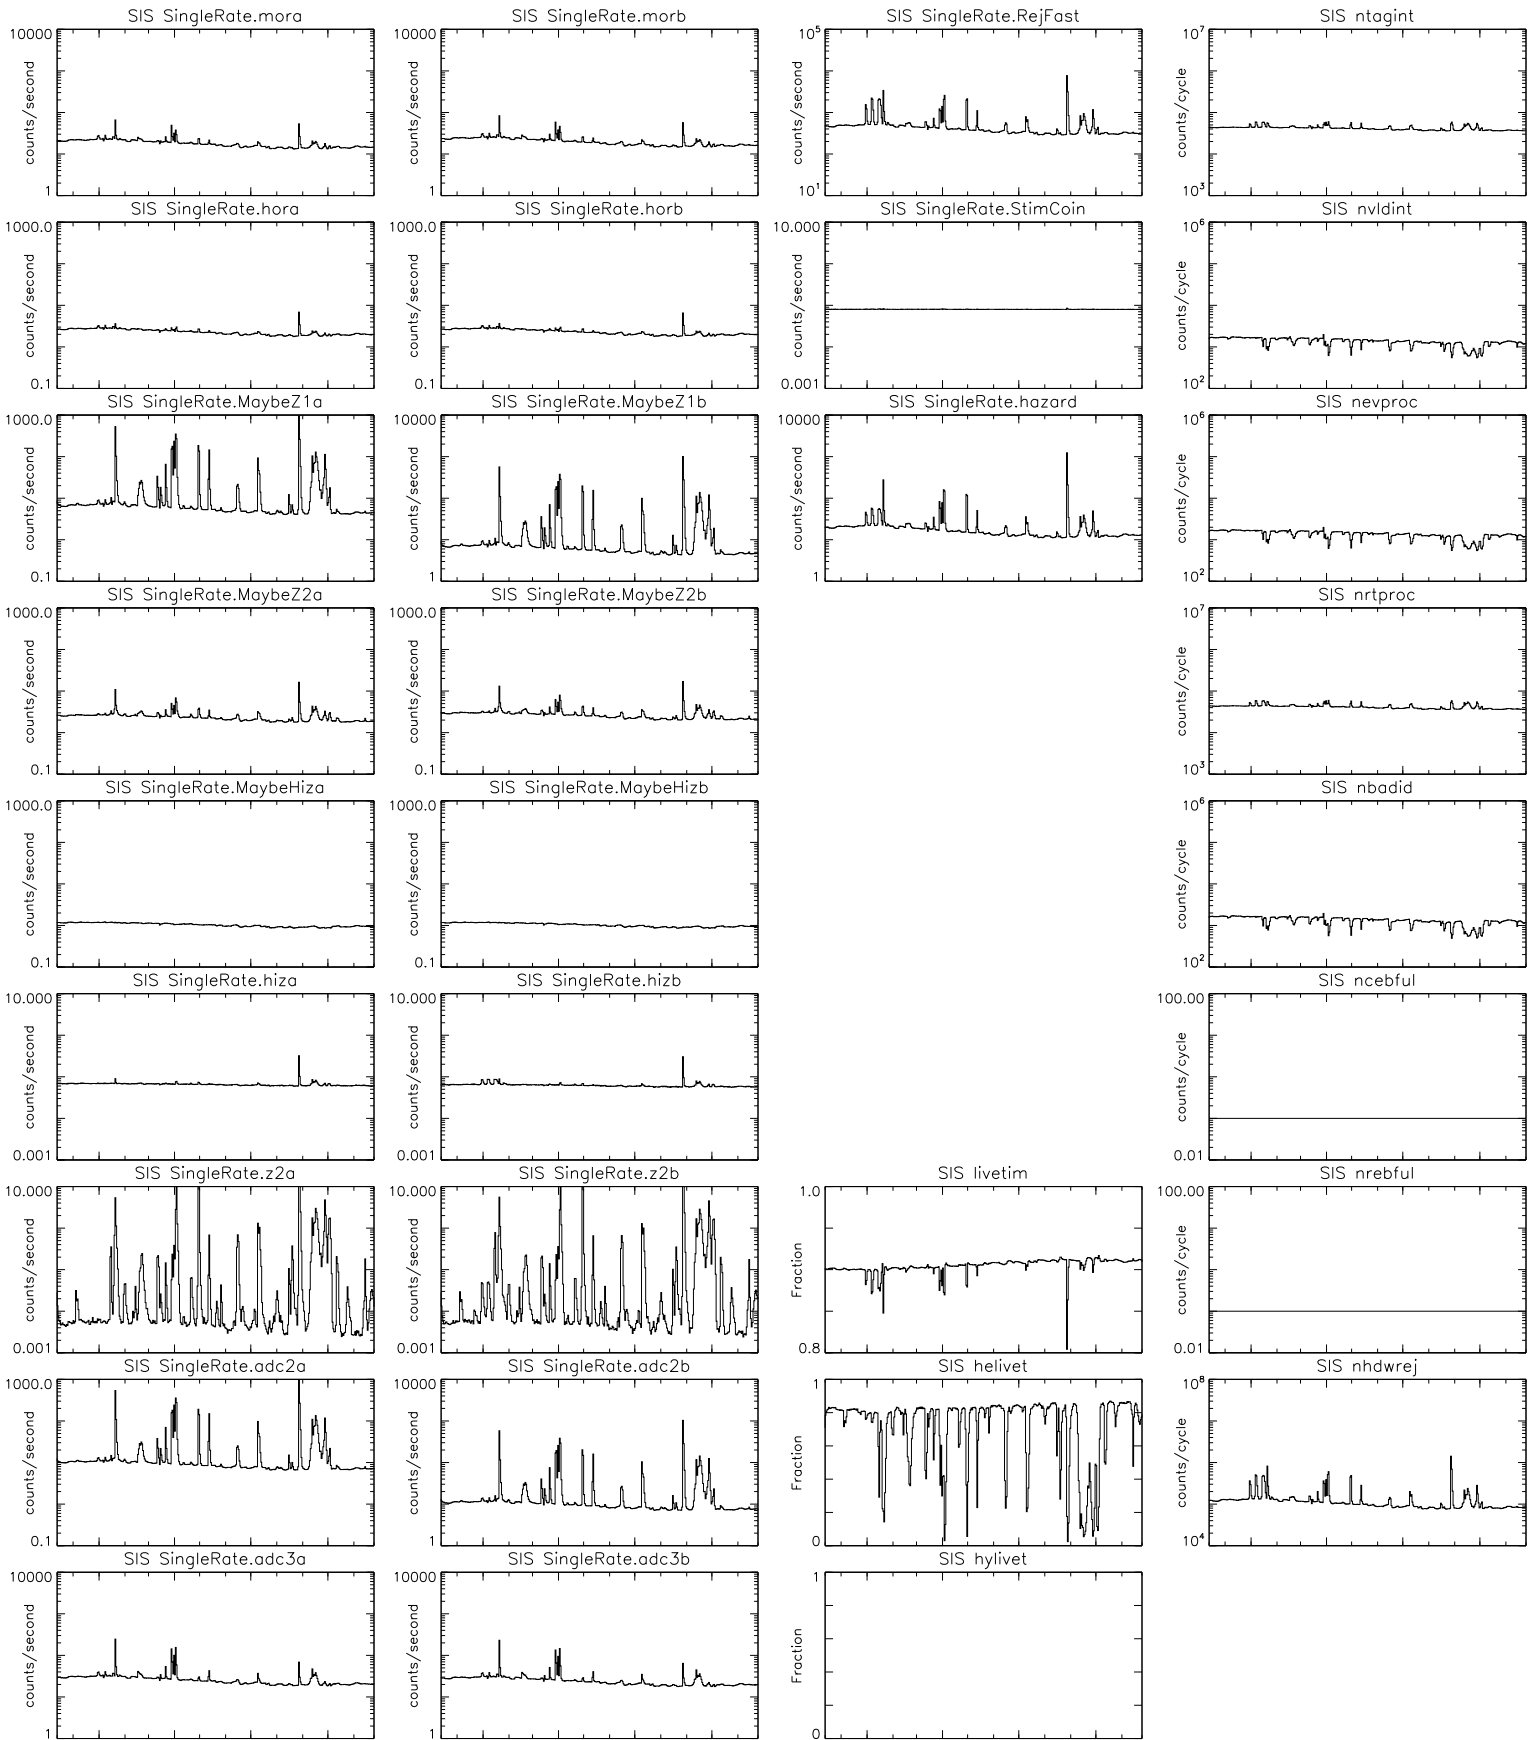 SIS SingleRate.mora
10000
counts/second
1
SIS SingleRate.morb
10000
counts/second
1
SIS SingleRate.RejFast
10^5
counts/second
10^1
SIS ntagint
10^7
counts/cycle
10^3
SIS SingleRate.hora
1000.0
counts/second
0.1
SIS SingleRate.horb
1000.0
counts/second
0.1
SIS SingleRate.StimCoin
10.000
counts/second
0.001
SIS nvldint
10^6
counts/cycle
10^2
SIS SingleRate.MaybeZ1a
1000.0
counts/second
0.1
SIS SingleRate.MaybeZ1b
10000
counts/second
1
SIS SingleRate.hazard
10000
counts/second
1
SIS nevproc
10^6
counts/cycle
10^2
SIS SingleRate.MaybeZ2a
1000.0
counts/second
0.1
SIS SingleRate.MaybeZ2b
1000.0
counts/second
0.1
SIS nrtproc
10^7
counts/cycle
10^3
SIS SingleRate.MaybeHiza
1000.0
counts/second
0.1
SIS SingleRate.MaybeHizb
1000.0
counts/second
0.1
SIS nbadid
10^6
counts/cycle
10^2
SIS SingleRate.hiza
10.000
counts/second
0.001
SIS SingleRate.hizb
10.000
counts/second
0.001
SIS ncebful
100.00
counts/cycle
0.01
SIS SingleRate.z2a
10.000
counts/second
0.001
SIS SingleRate.z2b
10.000
counts/second
0.001
SIS livetim
1.0
Fraction
0.8
SIS nrebful
100.00
counts/cycle
0.01
SIS SingleRate.adc2a
1000.0
counts/second
0.1
SIS SingleRate.adc2b
10000
counts/second
1
SIS helivet
1
Fraction
0
SIS nhdwrej
10^8
counts/cycle
10^4
SIS SingleRate.adc3a
10000
counts/second
1
SIS SingleRate.adc3b
10000
counts/second
1
SIS hylivet
1
Fraction
0